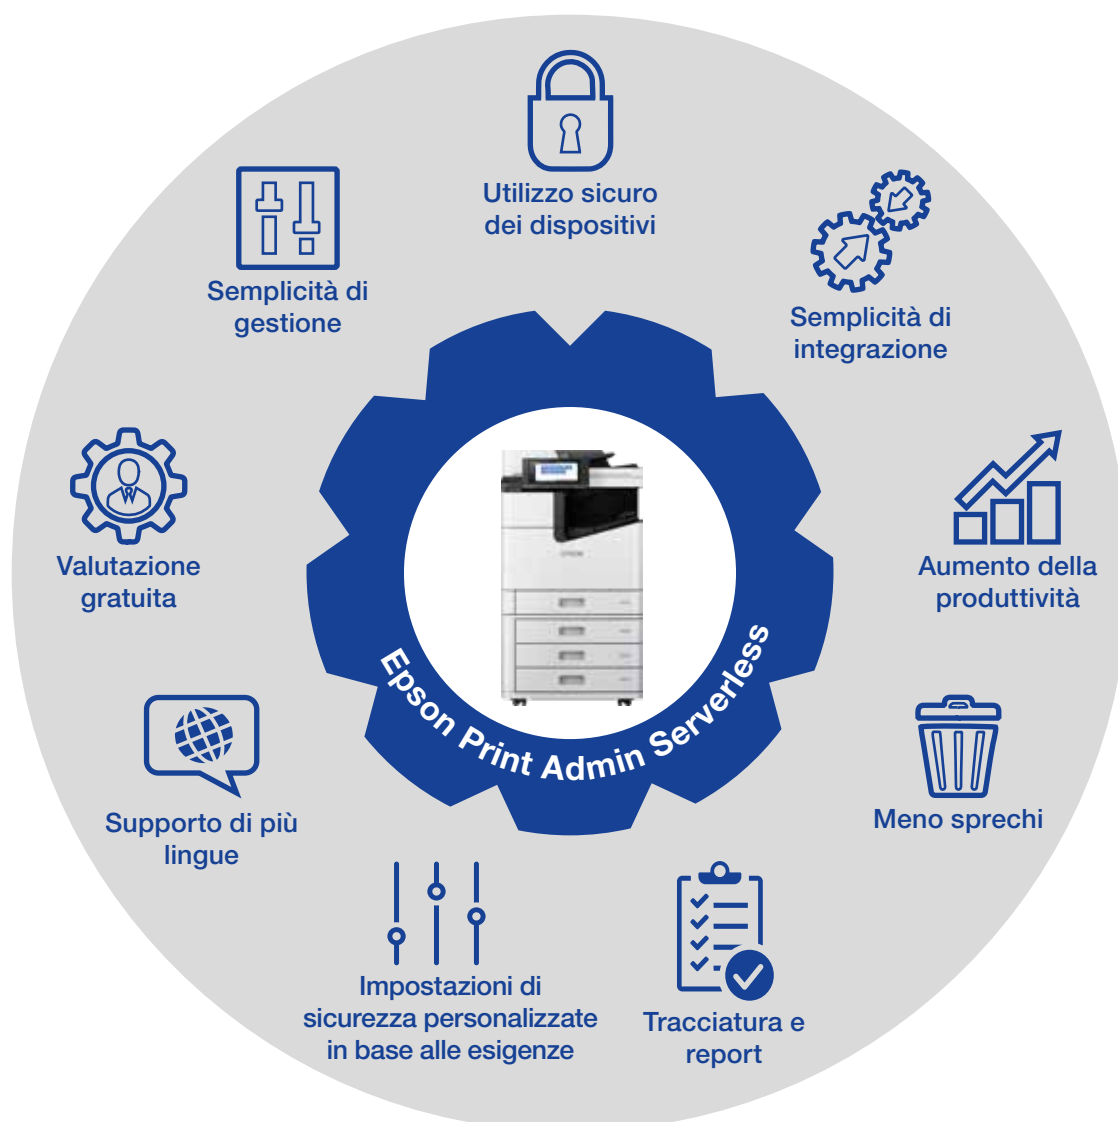 Utilizzo sicuro
dei dispositivi
Semplicità di
integrazione
Aumento della
produttività
Meno sprechi
Tracciatura e
report
Impostazioni di
sicurezza personalizzate
in base alle esigenze
Supporto di più
lingue
Valutazione
gratuita
Semplicità di
gestione
EPSON
Epson Print Admin Serverless